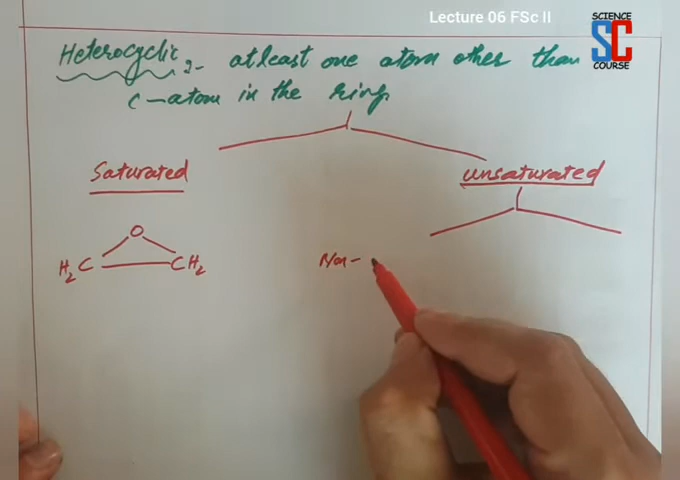 Lecture 06 FSc II
SCIENCE
SC
COURSE
Heterocyclic :- atleast one atom other than
C-atom in the ring
Saturated
unsaturated
O
H₂C CH₂
Non-